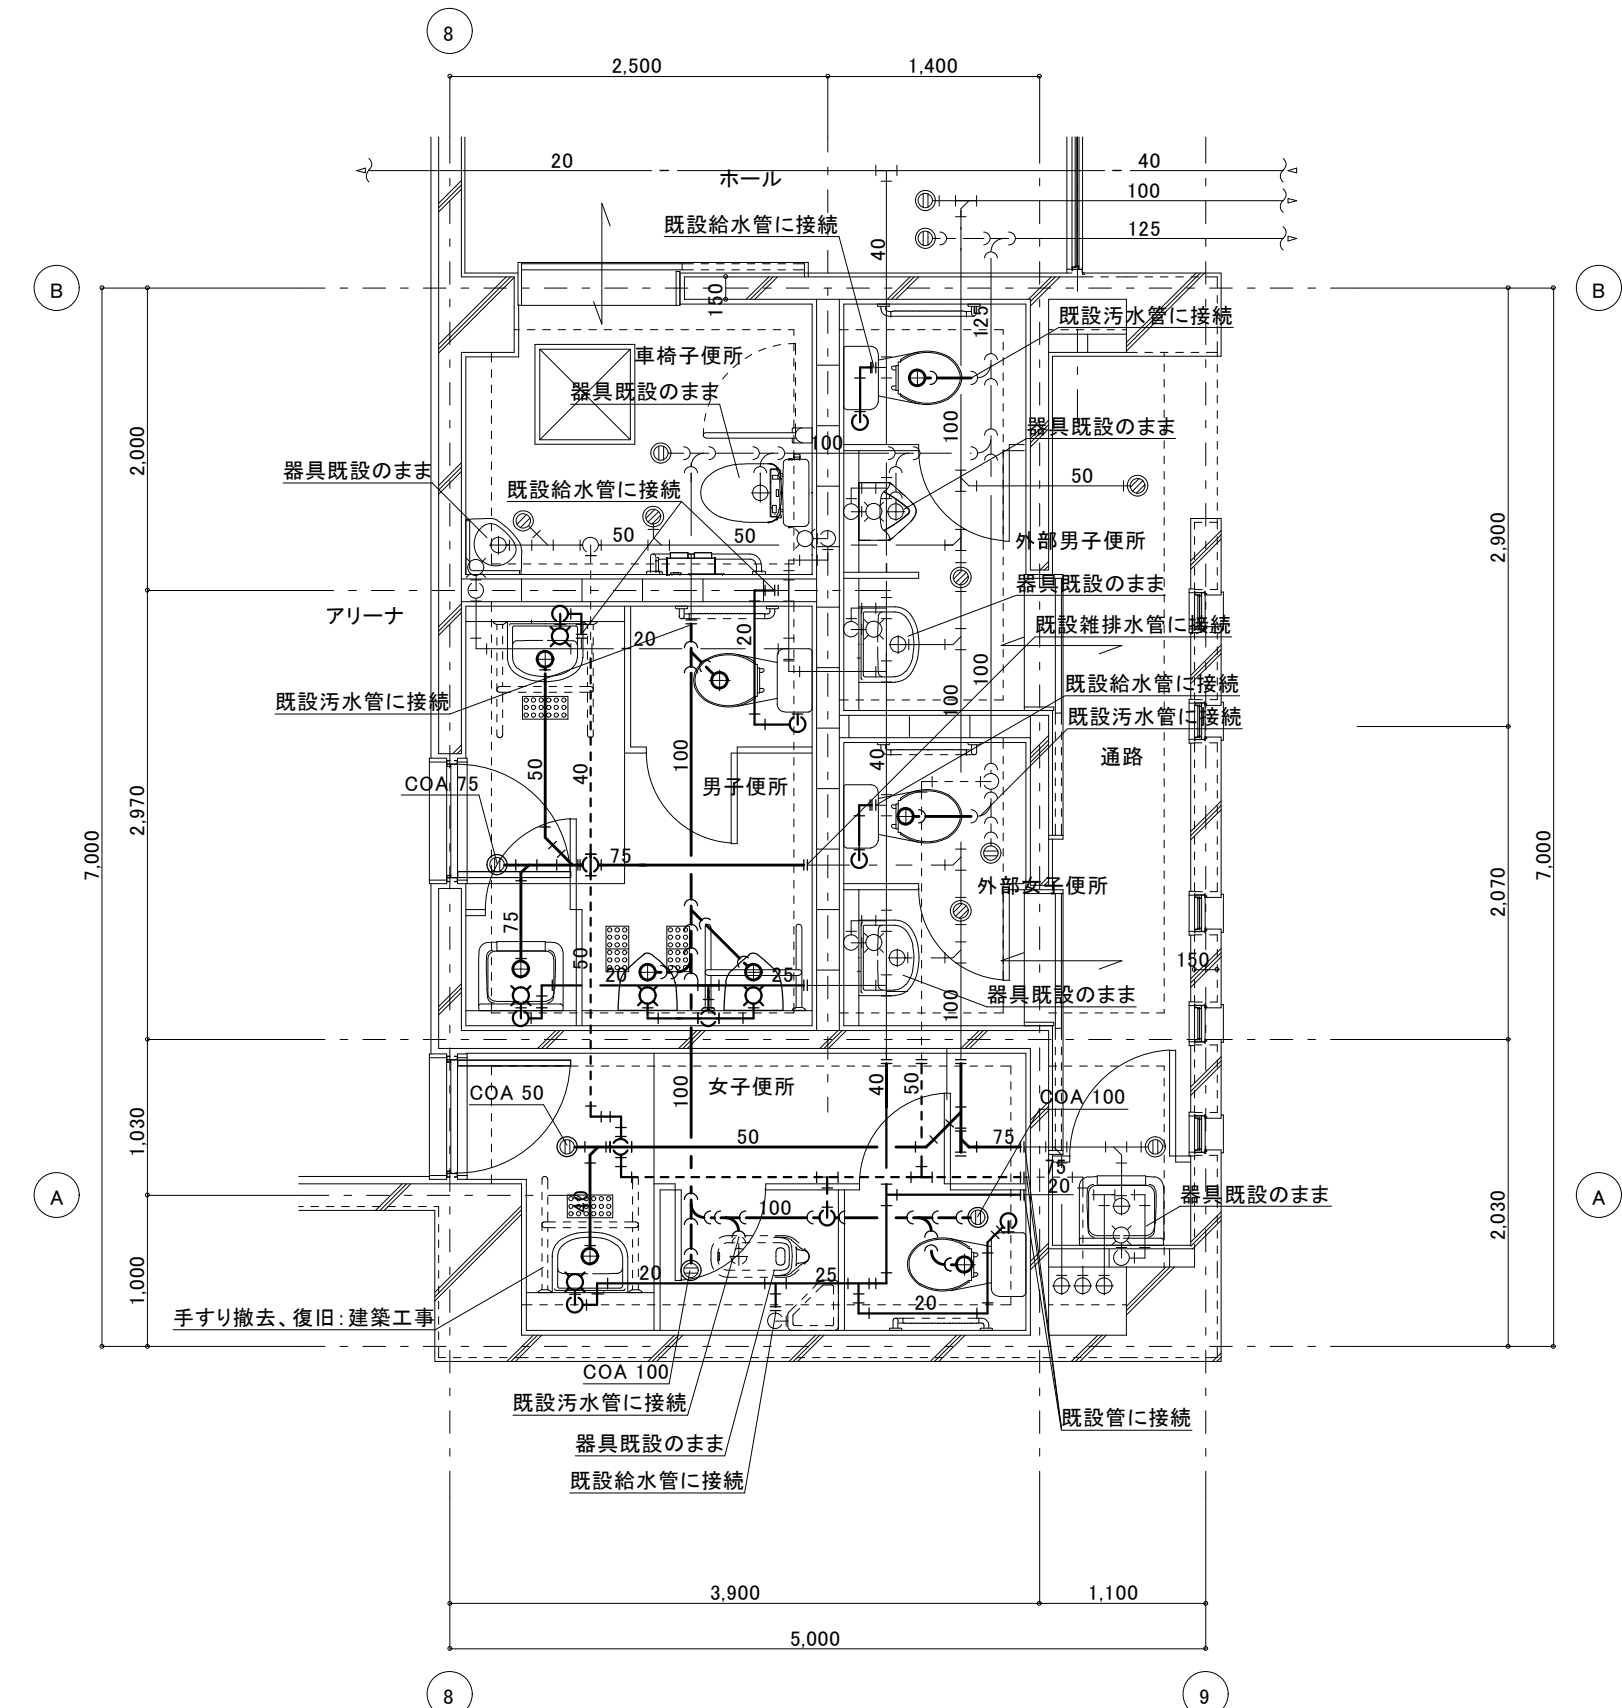 8
2,500
1,400
20
40
ホール
100
既設給水管に接続
125
40
B
B
150
125
既設汚水管に接続
車椅子便所
器具既設のまま
100
器具既設のまま
2,000
100
器具既設のまま
50
既設給水管に接続
50
50
外部男子便所
2,900
器具既設のまま
アリーナ
既設雑排水管に接続
20
20
100
既設給水管に接続
既設汚水管に接続
100
既設汚水管に接続
100
40
通路
50
40
COA 75
男子便所
2,970
7,000
7,000
75
外部女子便所
2,070
75
50
150
20
25
器具既設のまま
100
100
女子便所
40
50
COA 50
COA 100
1,030
50
75
75
20
A
A
40
100
器具既設のまま
2,030
20
25
1,000
20
手すり撤去、復旧：建築工事
COA 100
既設汚水管に接続
既設管に接続
器具既設のまま
既設給水管に接続
3,900
1,100
5,000
8
9